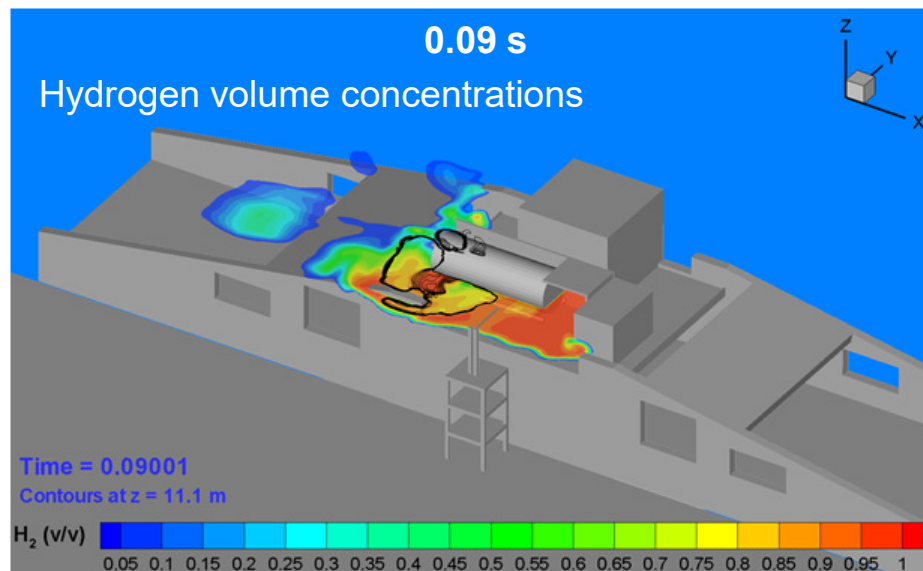 0.09 s
Hydrogen volume concentrations
Z
Y
X
Time = 0.09001
Contours at z = 11.1 m
H₂ (v/v)
0.05 0.1 0.15 0.2 0.25 0.3 0.35 0.4 0.45 0.5 0.55 0.6 0.65 0.7 0.75 0.8 0.85 0.9 0.95 1